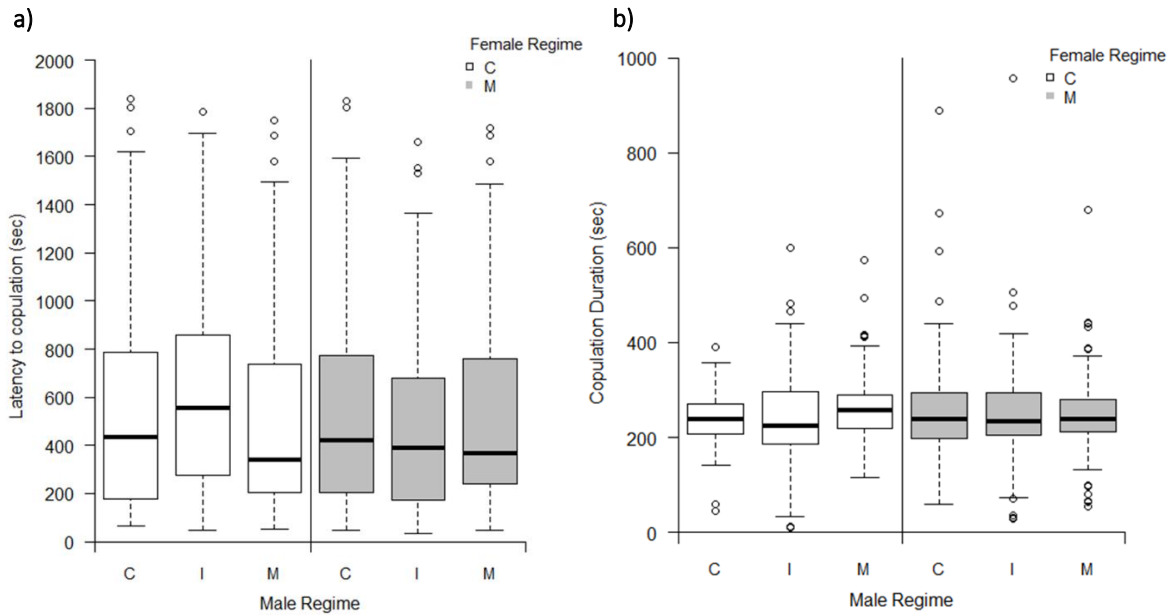 a)
Female Regime
C
M
2000
1800
1600
1400
1200
1000
800
600
400
200
0
Latency to copulation (sec)
C I M C I M
Male Regime
b)
Female Regime
C
M
1000
800
600
400
200
0
Copulation Duration (sec)
C I M C I M
Male Regime